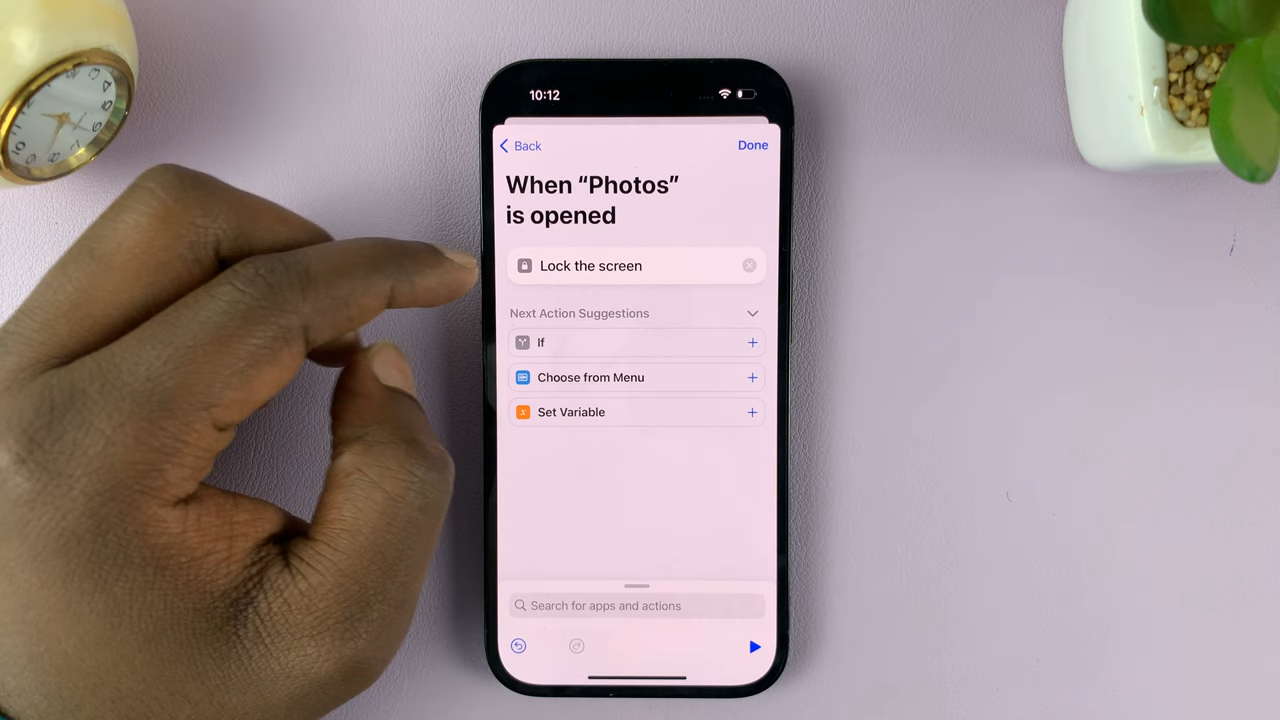 10:12
Back
Done
When “Photos”
is opened
Lock the screen
Next Action Suggestions
If
Choose from Menu
Set Variable
Search for apps and actions